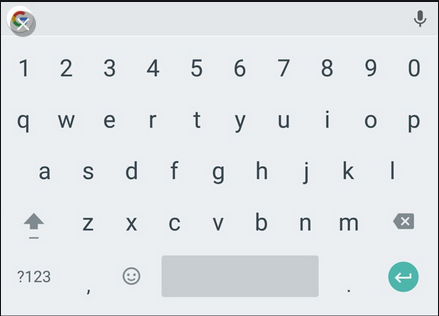 1 2 3 4 5 6 7 8 9 0
q w e r t y u i o p
a s d f g h j k l
z x c v b n m
?123 , .